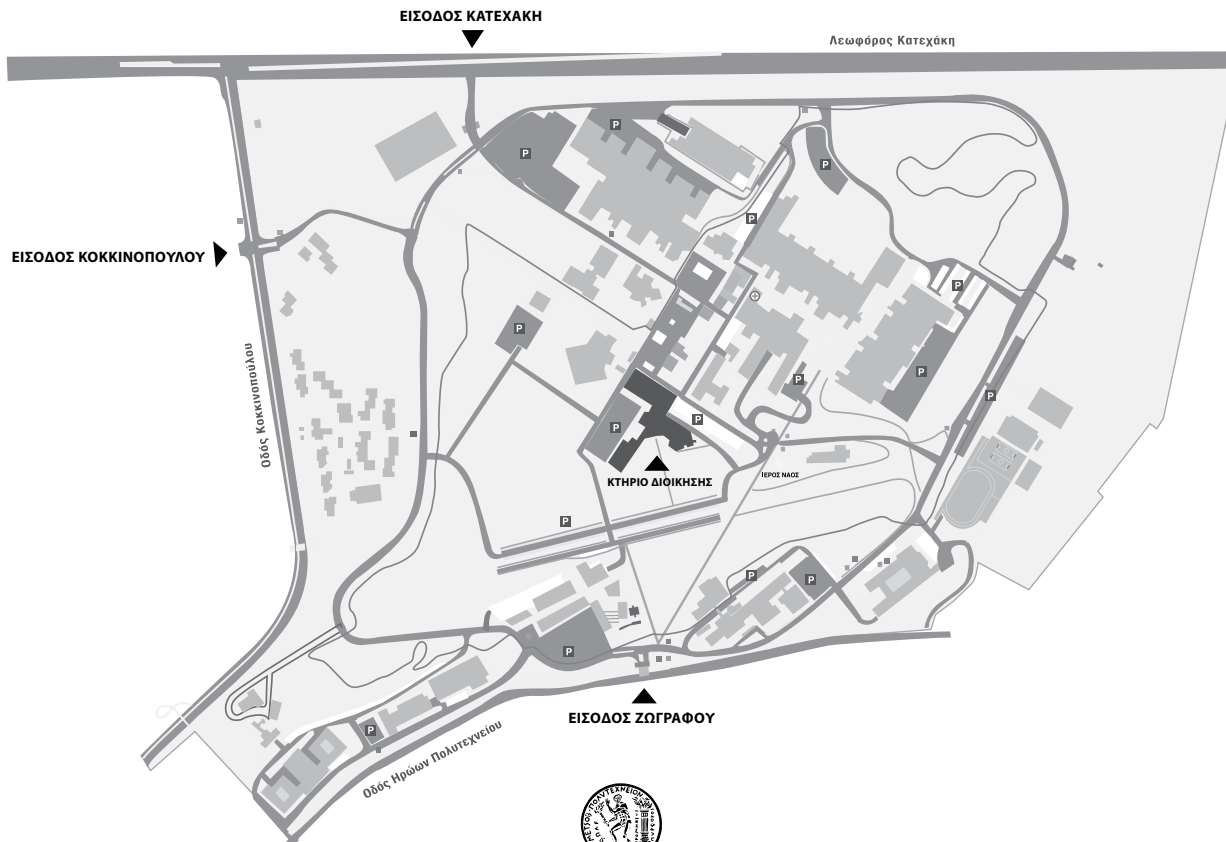 ΕΙΣΟΔΟΣ ΚΑΤΕΧΑΚΗ
Λεωφόρος Κατεχάκη
P
P
P
P
ΕΙΣΟΔΟΣ ΚΟΚΚΙΝΟΠΟΥΛΟΥ
P
P
Οδός Κοκκινοπούλου
P
P
P
P
P
P
ΚΤΗΡΙΟ ΔΙΟΙΚΗΣΗΣ
ΙΕΡΟΣ ΝΑΟΣ
P
P
P
P
ΕΙΣΟΔΟΣ ΖΩΓΡΑΦΟΥ
P
Οδός Ηρώων Πολυτεχνείου